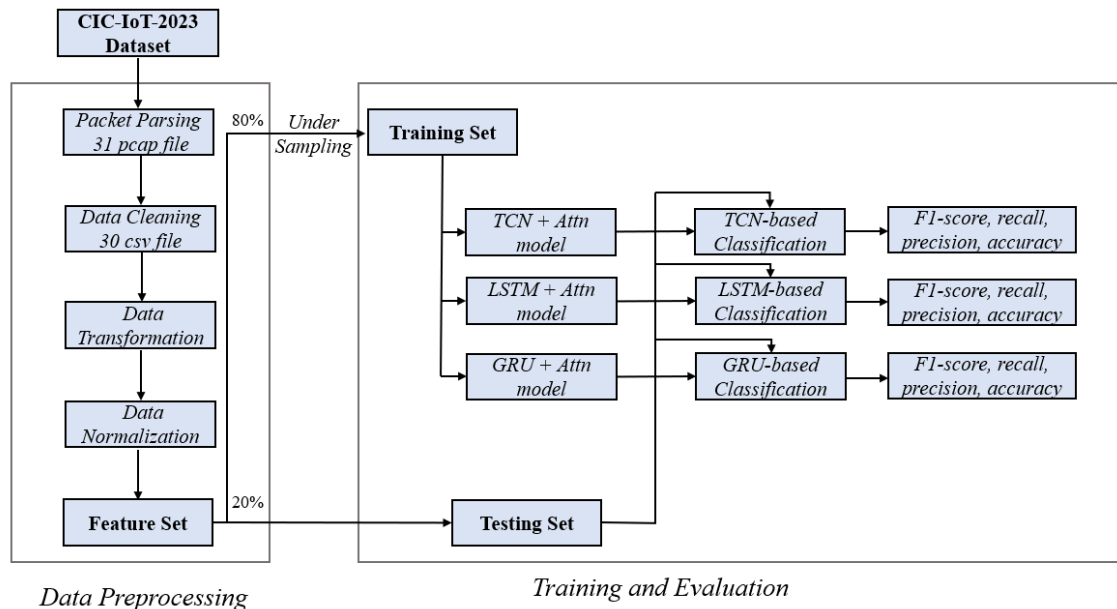 CIC-IoT-2023
Dataset
Packet Parsing
31 pcap file
Data Cleaning
30 csv file
Data
Transformation
Data
Normalization
Feature Set
80%
Under
Sampling
20%
Training Set
TCN + Attn
model
TCN-based
Classification
F1-score, recall,
precision, accuracy
LSTM + Attn
model
LSTM-based
Classification
F1-score, recall,
precision, accuracy
GRU + Attn
model
GRU-based
Classification
F1-score, recall,
precision, accuracy
Testing Set
Data Preprocessing
Training and Evaluation